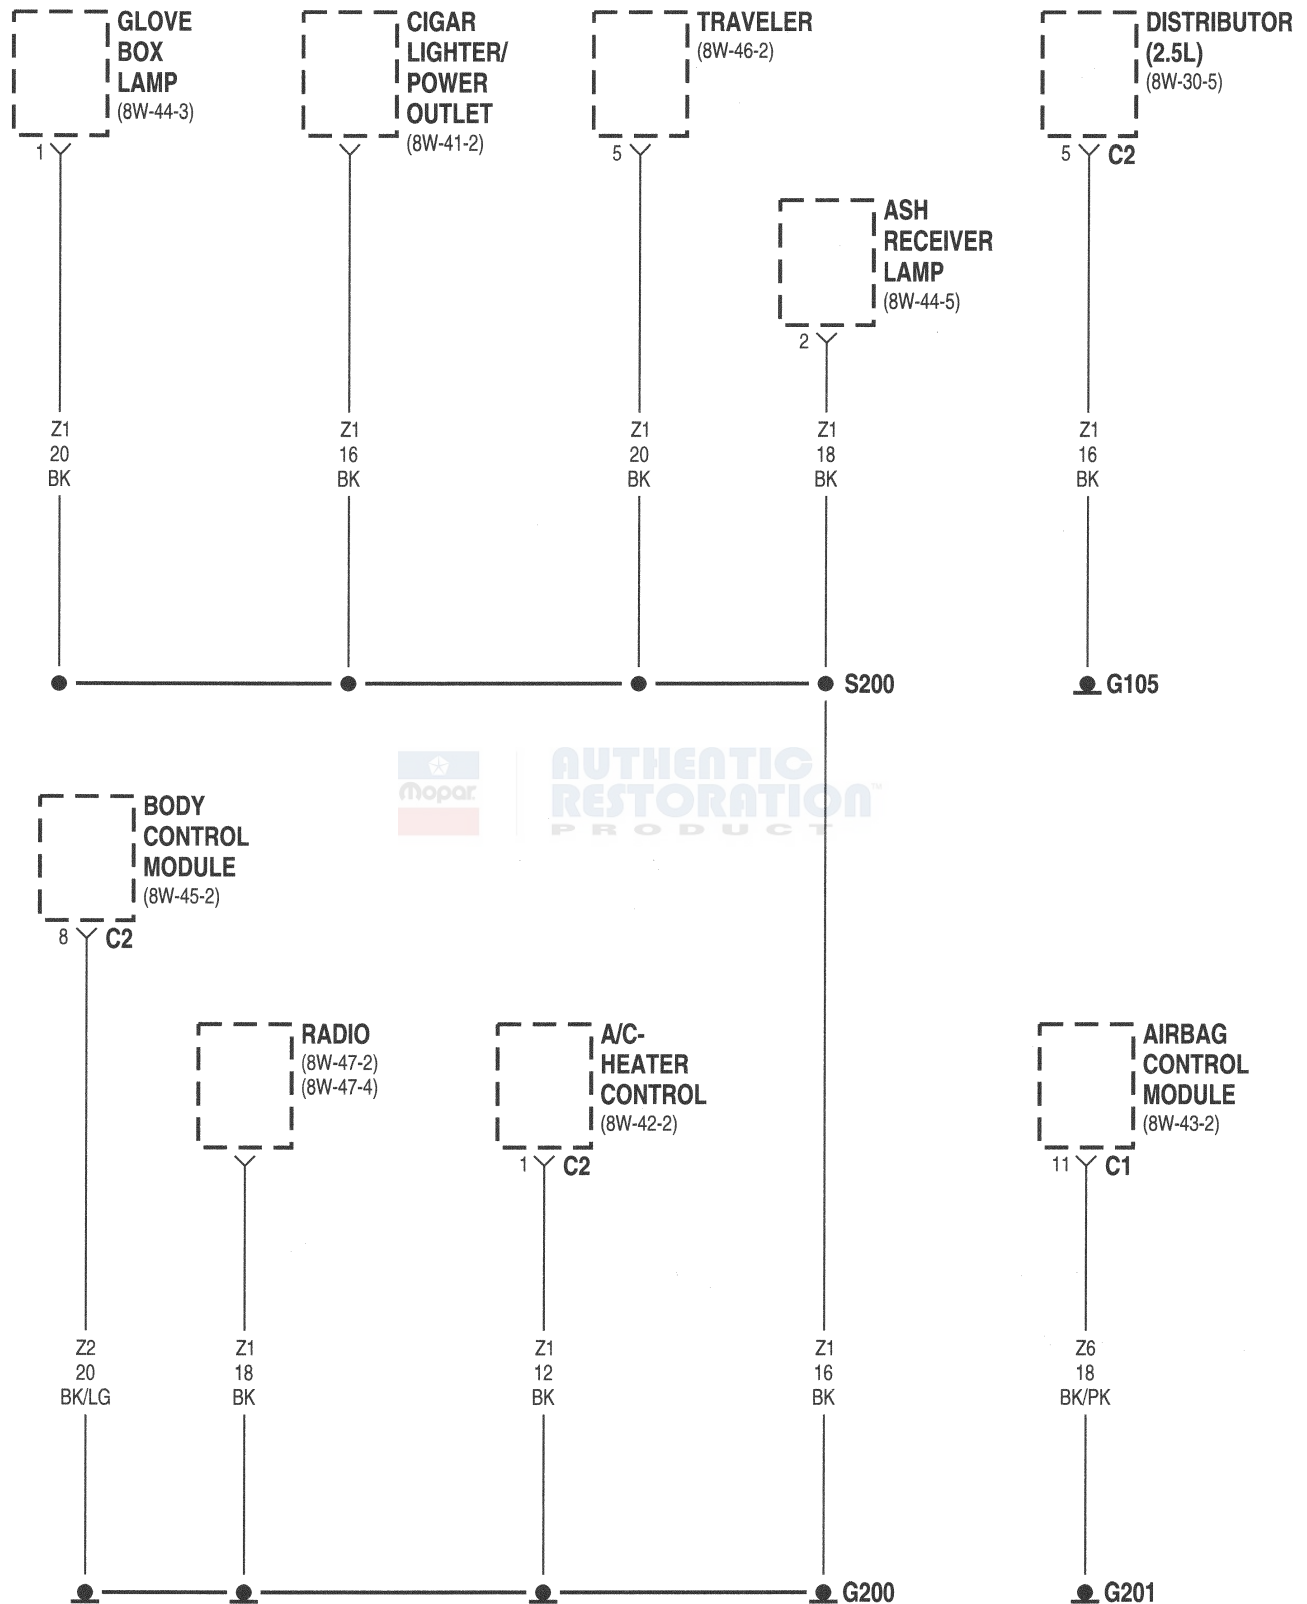 GLOVE
BOX
LAMP
(8W-44-3)
1
CIGAR
LIGHTER/
POWER
OUTLET
(8W-41-2)
TRAVELER
(8W-46-2)
5
DISTRIBUTOR
(2.5L)
(8W-30-5)
5 C2
ASH
RECEIVER
LAMP
(8W-44-5)
2
Z1
20
BK
Z1
16
BK
Z1
20
BK
Z1
18
BK
Z1
16
BK
S200
G105
Mopar
AUTHENTIC
RESTORATION™
PRODUCT
BODY
CONTROL
MODULE
(8W-45-2)
8 C2
RADIO
(8W-47-2)
(8W-47-4)
A/C-
HEATER
CONTROL
(8W-42-2)
1 C2
AIRBAG
CONTROL
MODULE
(8W-43-2)
11 C1
Z2
20
BK/LG
Z1
18
BK
Z1
12
BK
Z1
16
BK
Z6
18
BK/PK
G200
G201